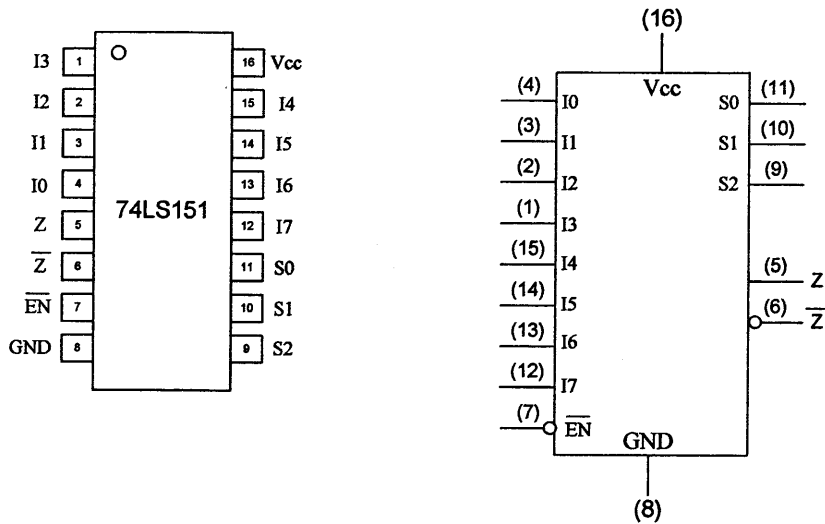 I3 1 16 Vcc
I2 2 15 I4
I1 3 14 I5
I0 4 13 I6
74LS151
Z 5 12 I7
Z̅ 6 11 S0
E̅N̅ 7 10 S1
GND 8 9 S2
(16)
Vcc
(4) I0 S0 (11)
(3) I1 S1 (10)
(2) I2 S2 (9)
(1) I3
(15) I4
(14) I5 (5) Z
(13) I6 (6) Z̅
(12) I7
(7) E̅N̅
GND
(8)